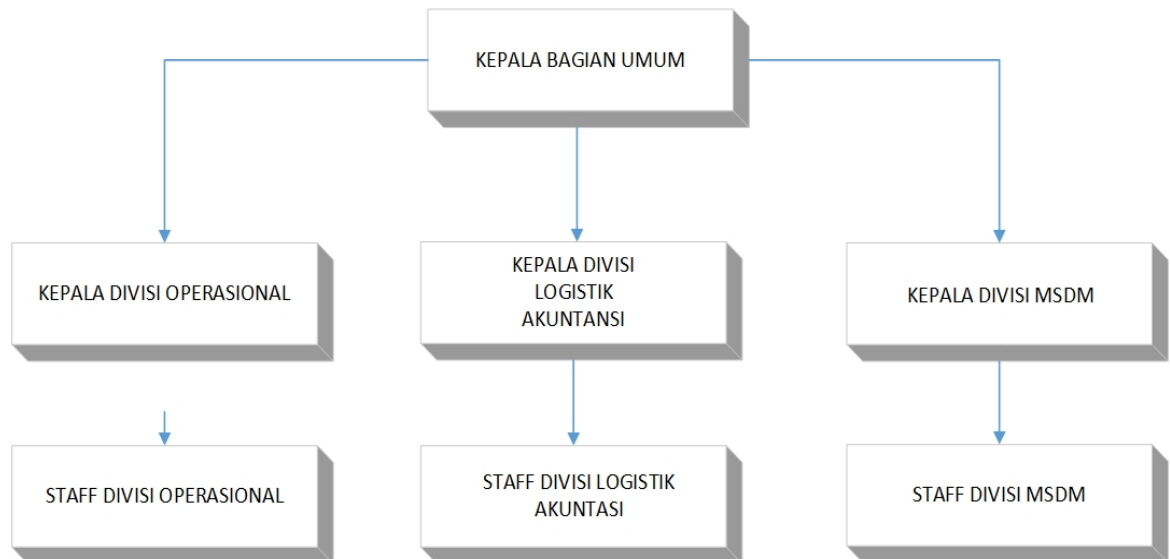 KEPALA BAGIAN UMUM
KEPALA DIVISI OPERASIONAL
KEPALA DIVISI
LOGISTIK
AKUNTANSI
KEPALA DIVISI MSDM
STAFF DIVISI OPERASIONAL
STAFF DIVISI LOGISTIK
AKUNTASI
STAFF DIVISI MSDM